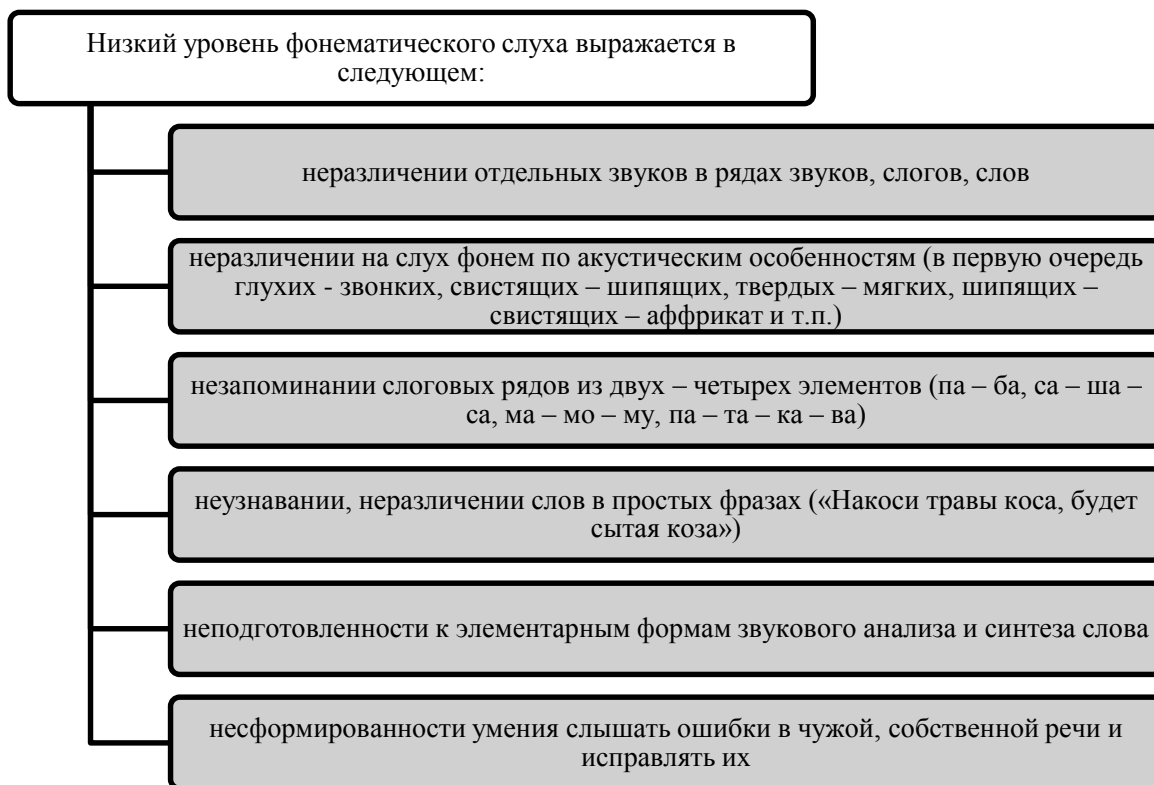 Низкий уровень фонематического слуха выражается в
следующем:
неразличении отдельных звуков в рядах звуков, слогов, слов
неразличении на слух фонем по акустическим особенностям (в первую очередь
глухих - звонких, свистящих – шипящих, твердых – мягких, шипящих –
свистящих – аффрикат и т.п.)
незапоминании слоговых рядов из двух – четырех элементов (па – ба, са – ша –
са, ма – мо – му, па – та – ка – ва)
неузнавании, неразличении слов в простых фразах («Накоси травы коса, будет
сытая коза»)
неподготовленности к элементарным формам звукового анализа и синтеза слова
несформированности умения слышать ошибки в чужой, собственной речи и
исправлять их